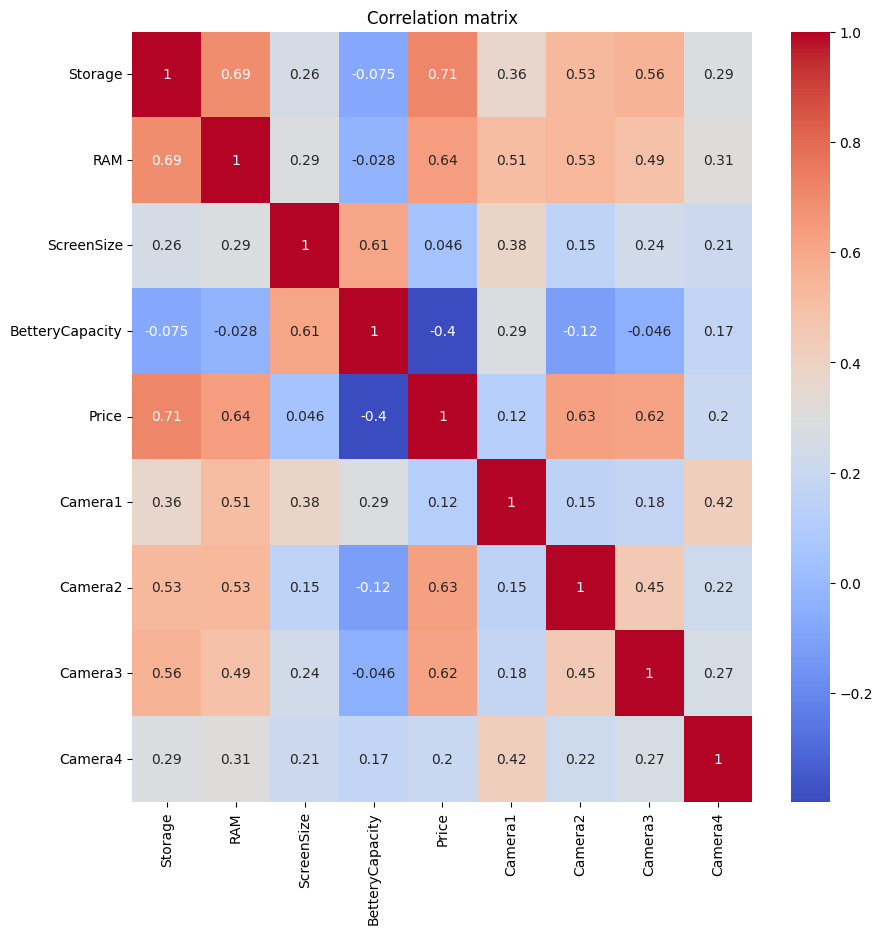 Correlation matrix
Storage 1 0.69 0.26 -0.075 0.71 0.36 0.53 0.56 0.29
RAM 0.69 1 0.29 -0.028 0.64 0.51 0.53 0.49 0.31
ScreenSize 0.26 0.29 1 0.61 0.046 0.38 0.15 0.24 0.21
BetteryCapacity -0.075 -0.028 0.61 1 -0.4 0.29 -0.12 -0.046 0.17
Price 0.71 0.64 0.046 -0.4 1 0.12 0.63 0.62 0.2
Camera1 0.36 0.51 0.38 0.29 0.12 1 0.15 0.18 0.42
Camera2 0.53 0.53 0.15 -0.12 0.63 0.15 1 0.45 0.22
Camera3 0.56 0.49 0.24 -0.046 0.62 0.18 0.45 1 0.27
Camera4 0.29 0.31 0.21 0.17 0.2 0.42 0.22 0.27 1
Storage RAM ScreenSize BetteryCapacity Price Camera1 Camera2 Camera3 Camera4
1.0
0.8
0.6
0.4
0.2
0.0
−0.2